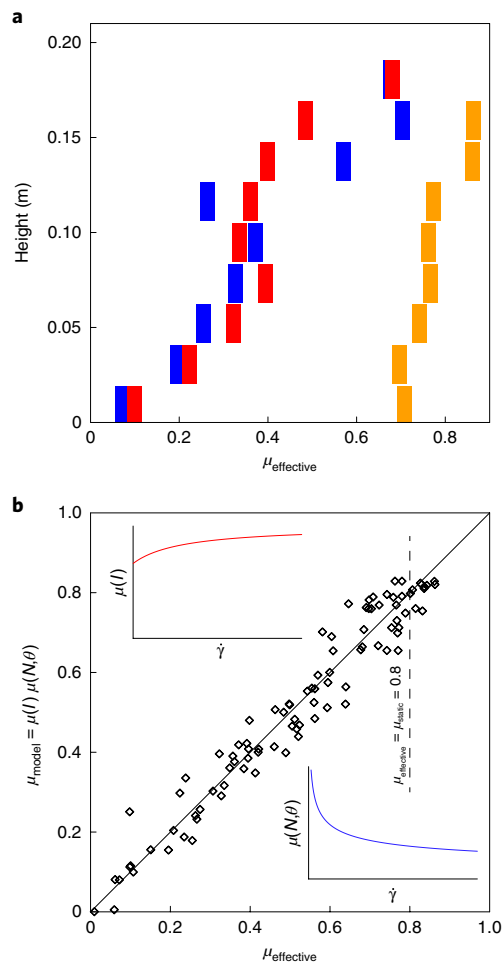 a
0.20
0.15
0.10
0.05
0
Height (m)
0 0.2 0.4 0.6 0.8
μeffective
b
1.0
0.8
0.6
0.4
0.2
0
μmodel = μ(I) μ(N,θ)
μ(I)
γ̇
μeffective = μstatic = 0.8
μ(N,θ)
γ̇
0 0.2 0.4 0.6 0.8 1.0
μeffective